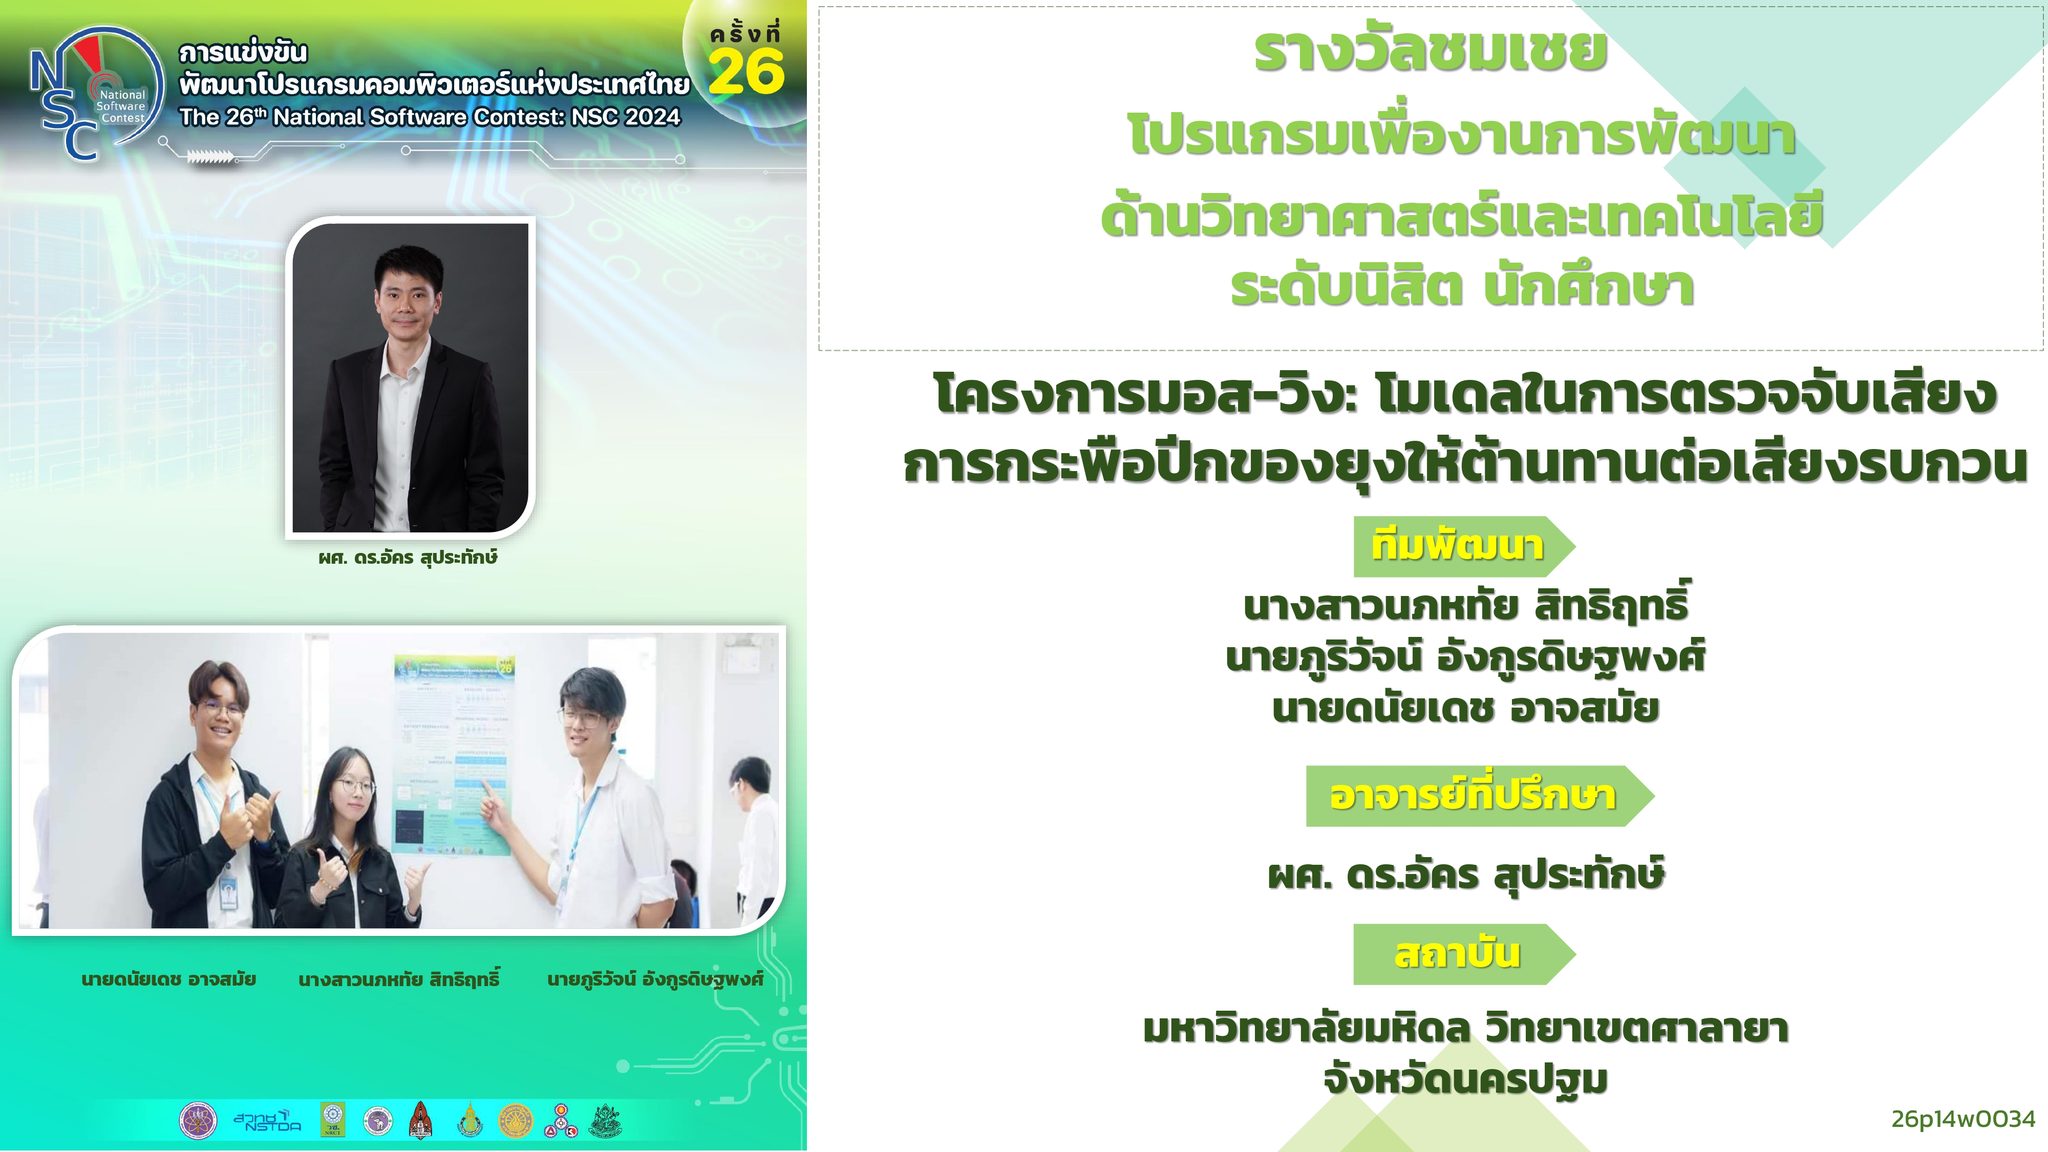 NSC
National
Software
Contest
การแข่งขัน
พัฒนาโปรแกรมคอมพิวเตอร์แห่งประเทศไทย
The 26th National Software Contest: NSC 2024
ครั้งที่
26
ผศ. ดร.อัคร สุประทักษ์
นายดนัยเดช อาจสมัย
นางสาวนภหทัย สิทธิฤทธิ์
นายภูริวัจน์ อังกูรดิษฐพงศ์
สวทช
NSTDA
รางวัลชมเชย
โปรแกรมเพื่องานการพัฒนา
ด้านวิทยาศาสตร์และเทคโนโลยี
ระดับนิสิต นักศึกษา
โครงการมอส-วิง: โมเดลในการตรวจจับเสียง
การกระพือปีกของยุงให้ต้านทานต่อเสียงรบกวน
ทีมพัฒนา
นางสาวนภหทัย สิทธิฤทธิ์
นายภูริวัจน์ อังกูรดิษฐพงศ์
นายดนัยเดช อาจสมัย
อาจารย์ที่ปรึกษา
ผศ. ดร.อัคร สุประทักษ์
สถาบัน
มหาวิทยาลัยมหิดล วิทยาเขตศาลายา
จังหวัดนครปฐม
26p14w0034